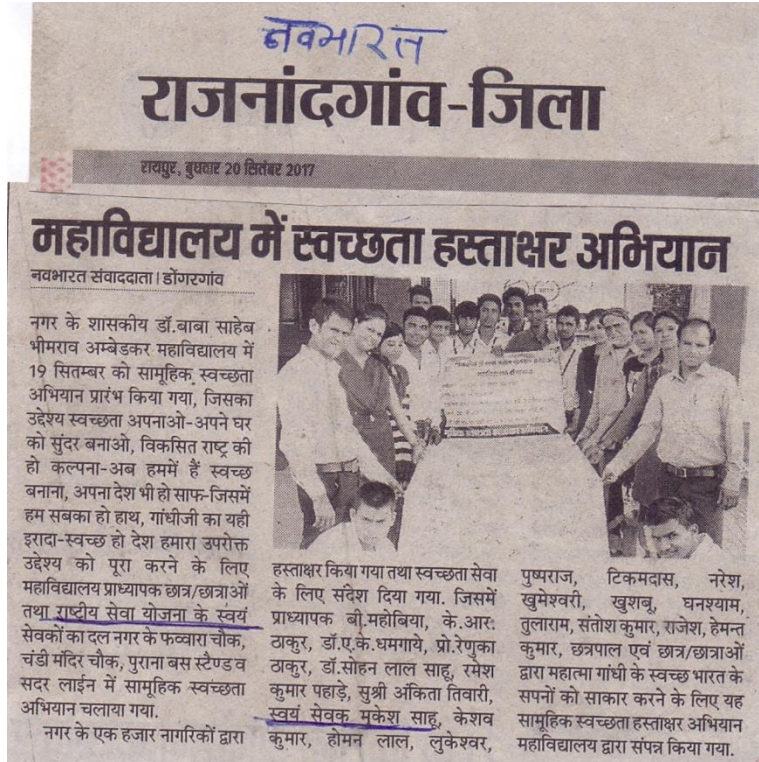 नवभारत
राजनांदगांव-जिला
रायपुर, बुधवार 20 सितंबर 2017
महाविद्यालय में स्वच्छता हस्ताक्षर अभियान
नवभारत संवाददाता। डोंगरगांव
नगर के शासकीय डॉ.बाबा साहेब
भीमराव अम्बेडकर महाविद्यालय में
19 सितम्बर को सामूहिक स्वच्छता
अभियान प्रारंभ किया गया, जिसका
उद्देश्य स्वच्छता अपनाओ-अपने घर
को सुंदर बनाओ, विकसित राष्ट्र की
हो कल्पना-अब हममें हैं स्वच्छ
बनाना, अपना देश भी हो साफ-जिसमें
हम सबका हो हाथ, गांधीजी का यही
इरादा-स्वच्छ हो देश हमारा उपरोक्त
उद्देश्य को पूरा करने के लिए
महाविद्यालय प्राध्यापक छात्र/छात्राओं
तथा राष्टीय सेवा योजना के स्वयं
सेवकों का दल नगर के फव्वारा चौक,
चंडी मंदिर चौक, पुराना बस स्टैण्ड व
सदर लाईन में सामूहिक स्वच्छता
अभियान चलाया गया.
नगर के एक हजार नागरिकों द्वारा
हस्ताक्षर किया गया तथा स्वच्छता सेवा
के लिए संदेश दिया गया. जिसमें
प्राध्यापक बी.महोबिया, के.आर.
ठाकुर, डॉ.ए.के.धमगाये, प्रो.रेणुका
ठाकुर, डॉ.सोहन लाल साहू, रमेश
कुमार पहाड़े, सुश्री अंकिता तिवारी,
स्वयं सेवक मुकेश साहू, केशव
कुमार, होमन लाल, लुकेश्वर,
पुष्पराज, टिकमदास, नरेश,
खुमेश्वरी, खुशबू, घनश्याम,
तुलाराम, संतोश कुमार, राजेश, हेमन्त
कुमार, छत्रपाल एवं छात्र/छात्राओं
द्वारा महात्मा गांधी के स्वच्छ भारत के
सपनों को साकार करने के लिए यह
सामूहिक स्वच्छता हस्ताक्षर अभियान
महाविद्यालय द्वारा संपन्न किया गया.